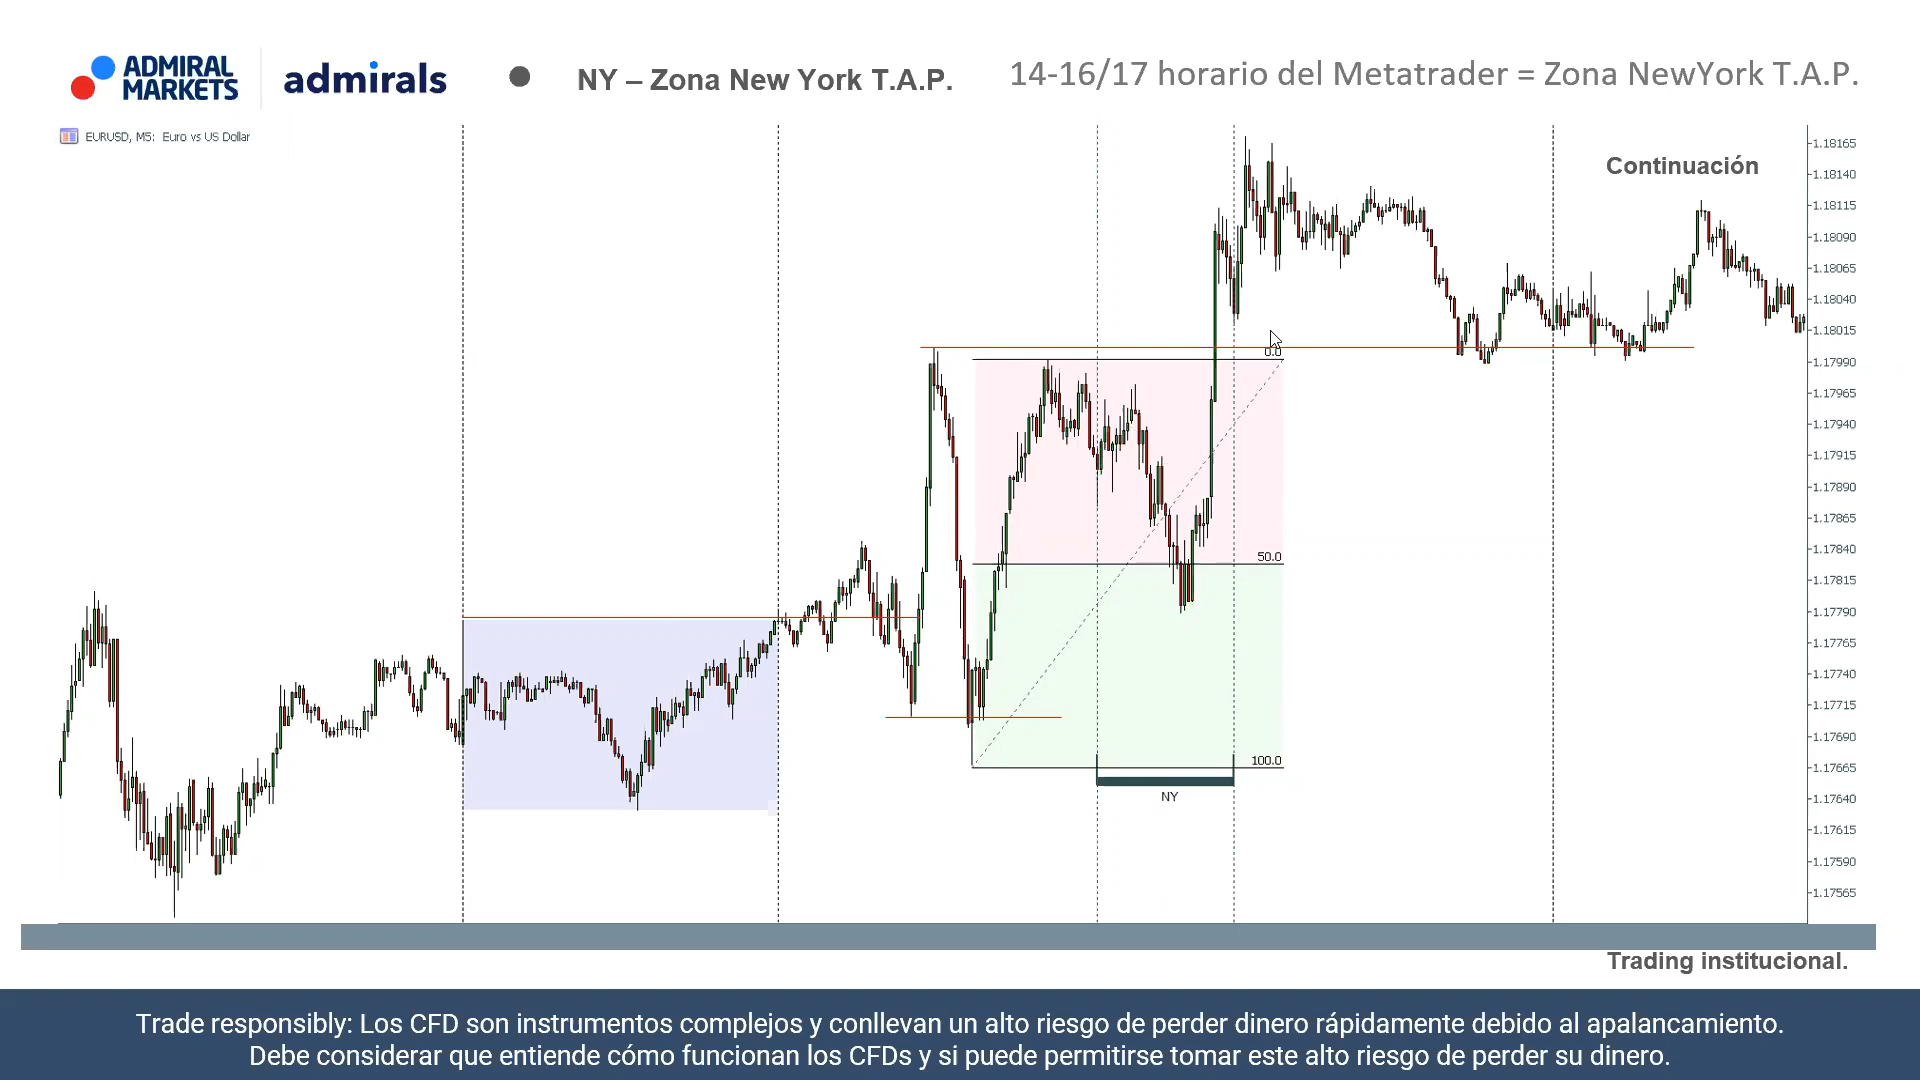 ADMIRAL
MARKETS
admirals
NY – Zona New York T.A.P.
14-16/17 horario del Metatrader = Zona NewYork T.A.P.
EURUSD, M5: Euro vs US Dollar
Continuación
1.18165
1.18140
1.18115
1.18090
1.18065
1.18040
1.18015
1.17990
1.17965
1.17940
1.17915
1.17890
1.17865
1.17840
1.17815
1.17790
1.17765
1.17740
1.17715
1.17690
1.17665
1.17640
1.17615
1.17590
1.17565
0.0
50.0
100.0
NY
Trading institucional.
Trade responsibly: Los CFD son instrumentos complejos y conllevan un alto riesgo de perder dinero rápidamente debido al apalancamiento.
Debe considerar que entiende cómo funcionan los CFDs y si puede permitirse tomar este alto riesgo de perder su dinero.